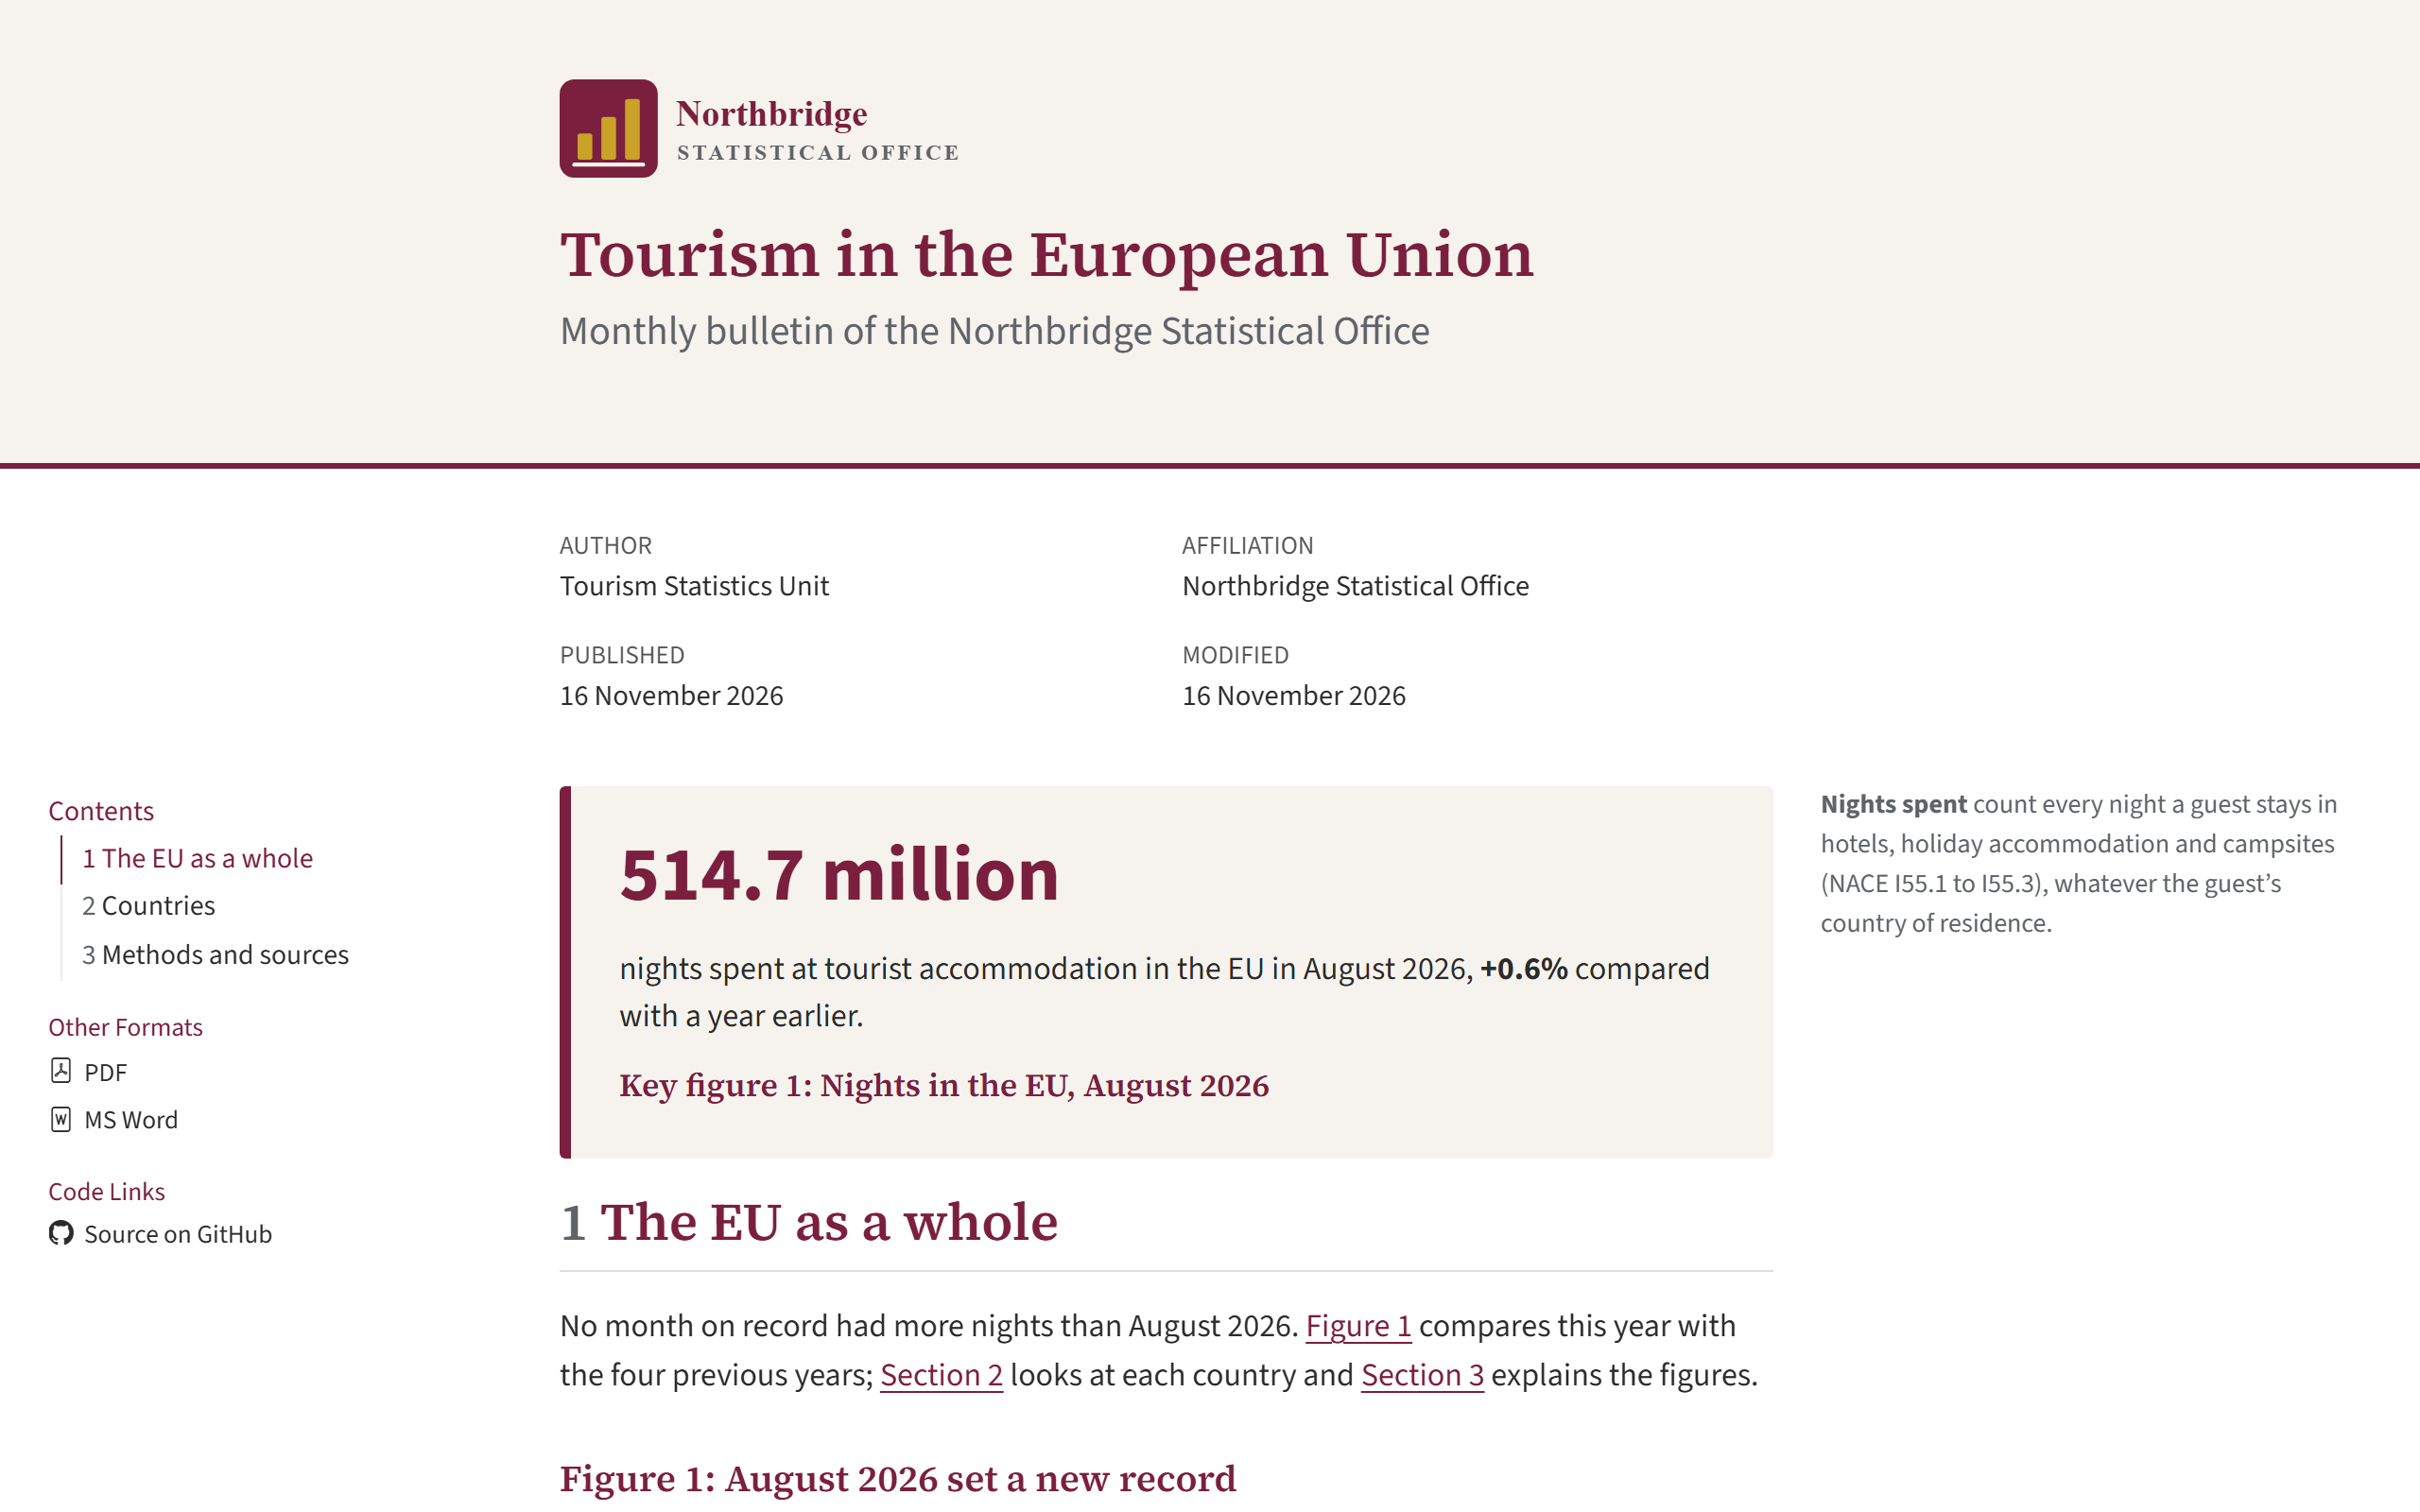 Northbridge
STATISTICAL OFFICE
Tourism in the European Union
Monthly bulletin of the Northbridge Statistical Office
AUTHOR
Tourism Statistics Unit
AFFILIATION
Northbridge Statistical Office
PUBLISHED
16 November 2026
MODIFIED
16 November 2026
Contents
1 The EU as a whole
2 Countries
3 Methods and sources
Other Formats
PDF
MS Word
Code Links
Source on GitHub
514.7 million
nights spent at tourist accommodation in the EU in August 2026, +0.6% compared
with a year earlier.
Key figure 1: Nights in the EU, August 2026
Nights spent count every night a guest stays in
hotels, holiday accommodation and campsites
(NACE I55.1 to I55.3), whatever the guest’s
country of residence.
1 The EU as a whole
No month on record had more nights than August 2026. Figure 1 compares this year with
the four previous years; Section 2 looks at each country and Section 3 explains the figures.
Figure 1: August 2026 set a new record